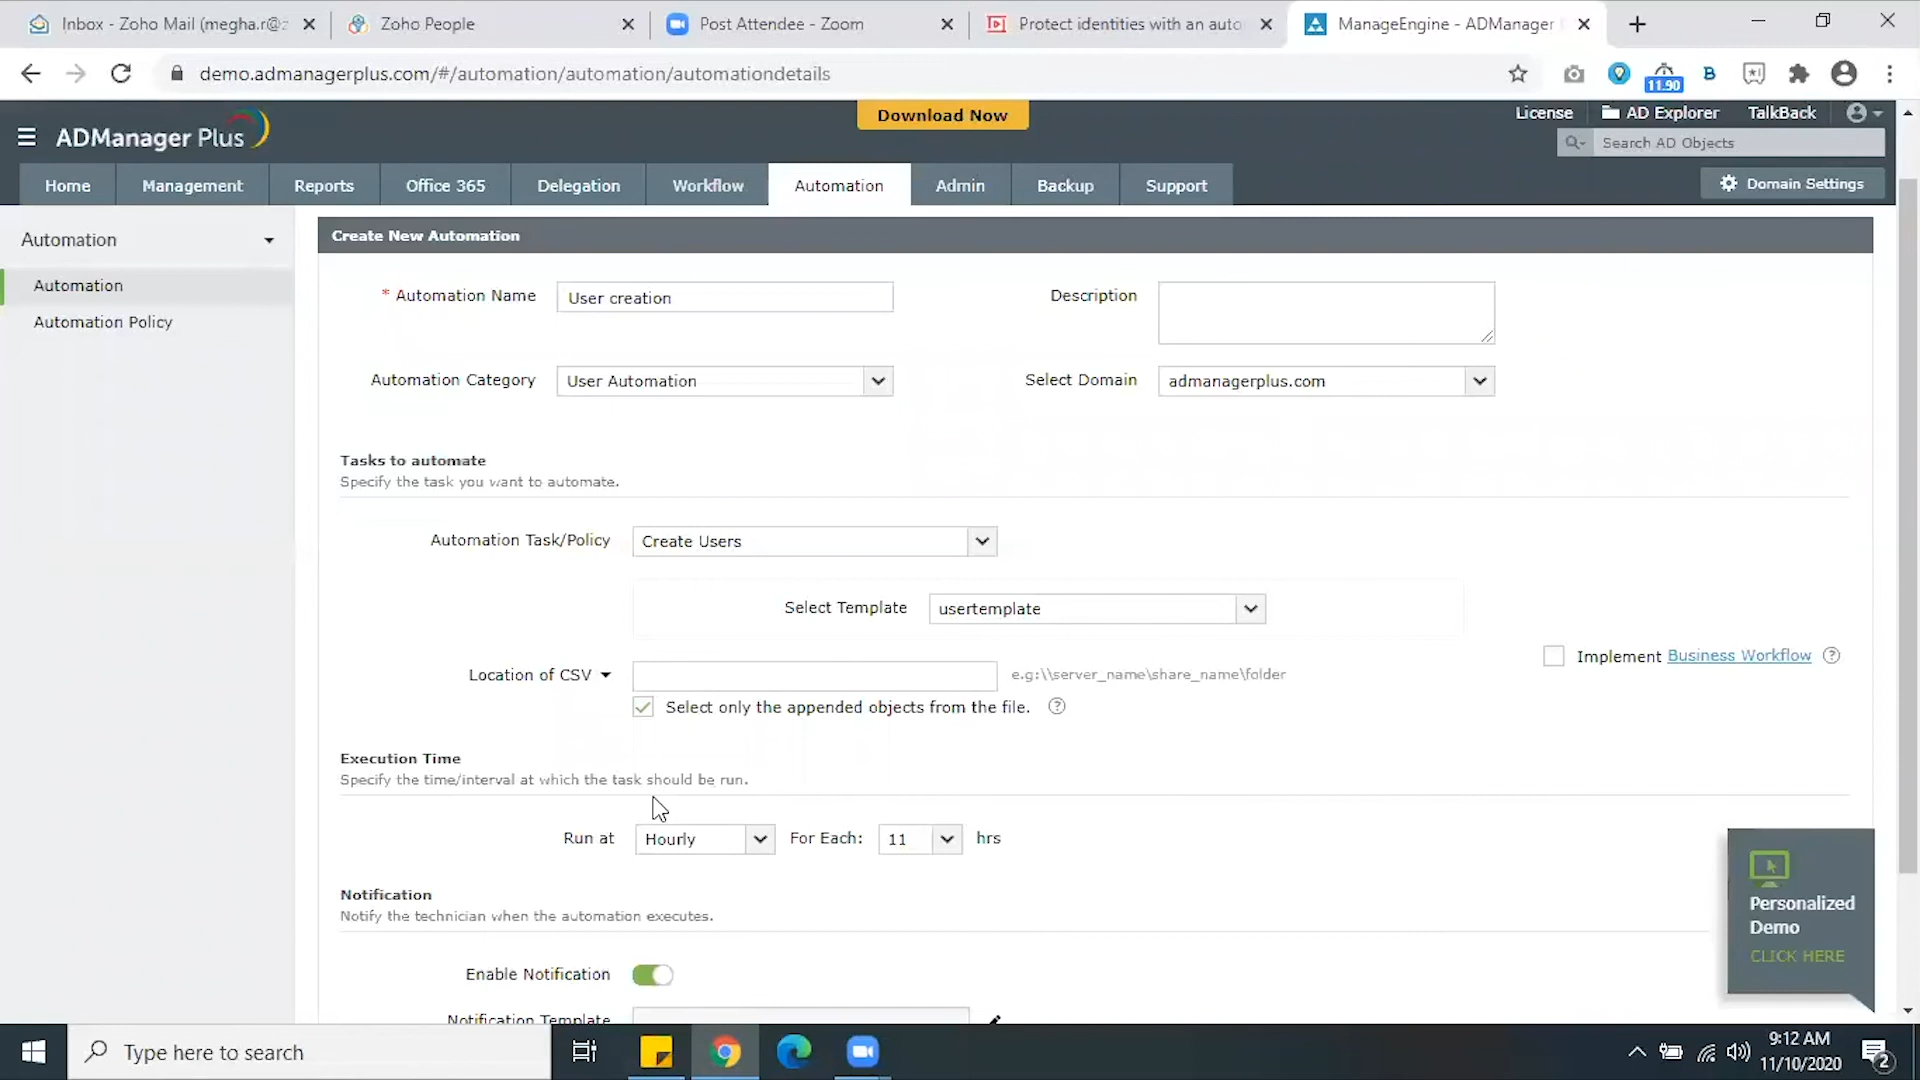 Inbox - Zoho Mail (megha.r@z
Zoho People
Post Attendee - Zoom
Protect identities with an auto
ManageEngine - ADManager
demo.admanagerplus.com/#/automation/automationdetails
11.90
B
ADManager Plus
Download Now
License
AD Explorer
TalkBack
Search AD Objects
Home
Management
Reports
Office 365
Delegation
Workflow
Automation
Admin
Backup
Support
Domain Settings
Automation
Automation
Automation Policy
Create New Automation
* Automation Name
User creation
Description
Automation Category
User Automation
Select Domain
admanagerplus.com
Tasks to automate
Specify the task you want to automate.
Automation Task/Policy
Create Users
Select Template
usertemplate
Location of CSV
e.g:\\server_name\share_name\folder
Implement Business Workflow ?
Select only the appended objects from the file. ?
Execution Time
Specify the time/interval at which the task should be run.
Run at
Hourly
For Each:
11
hrs
Notification
Notify the technician when the automation executes.
Enable Notification
Notification Template
Personalized
Demo
CLICK HERE
Type here to search
9:12 AM
11/10/2020
2